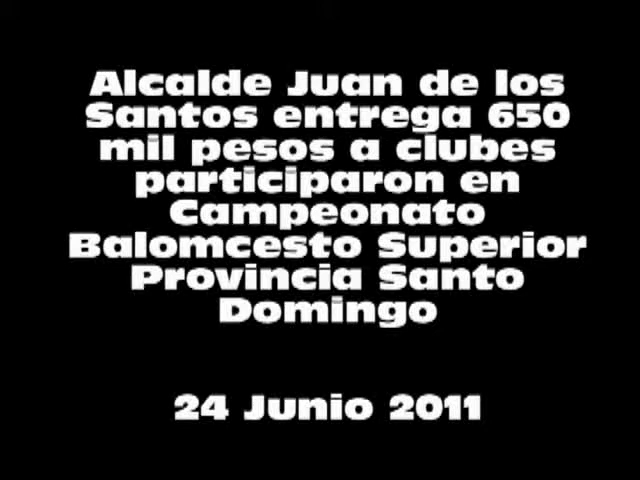 Alcalde Juan de los
Santos entrega 650
mil pesos a clubes
participaron en
Campeonato
Balomcesto Superior
Provincia Santo
Domingo
24 Junio 2011